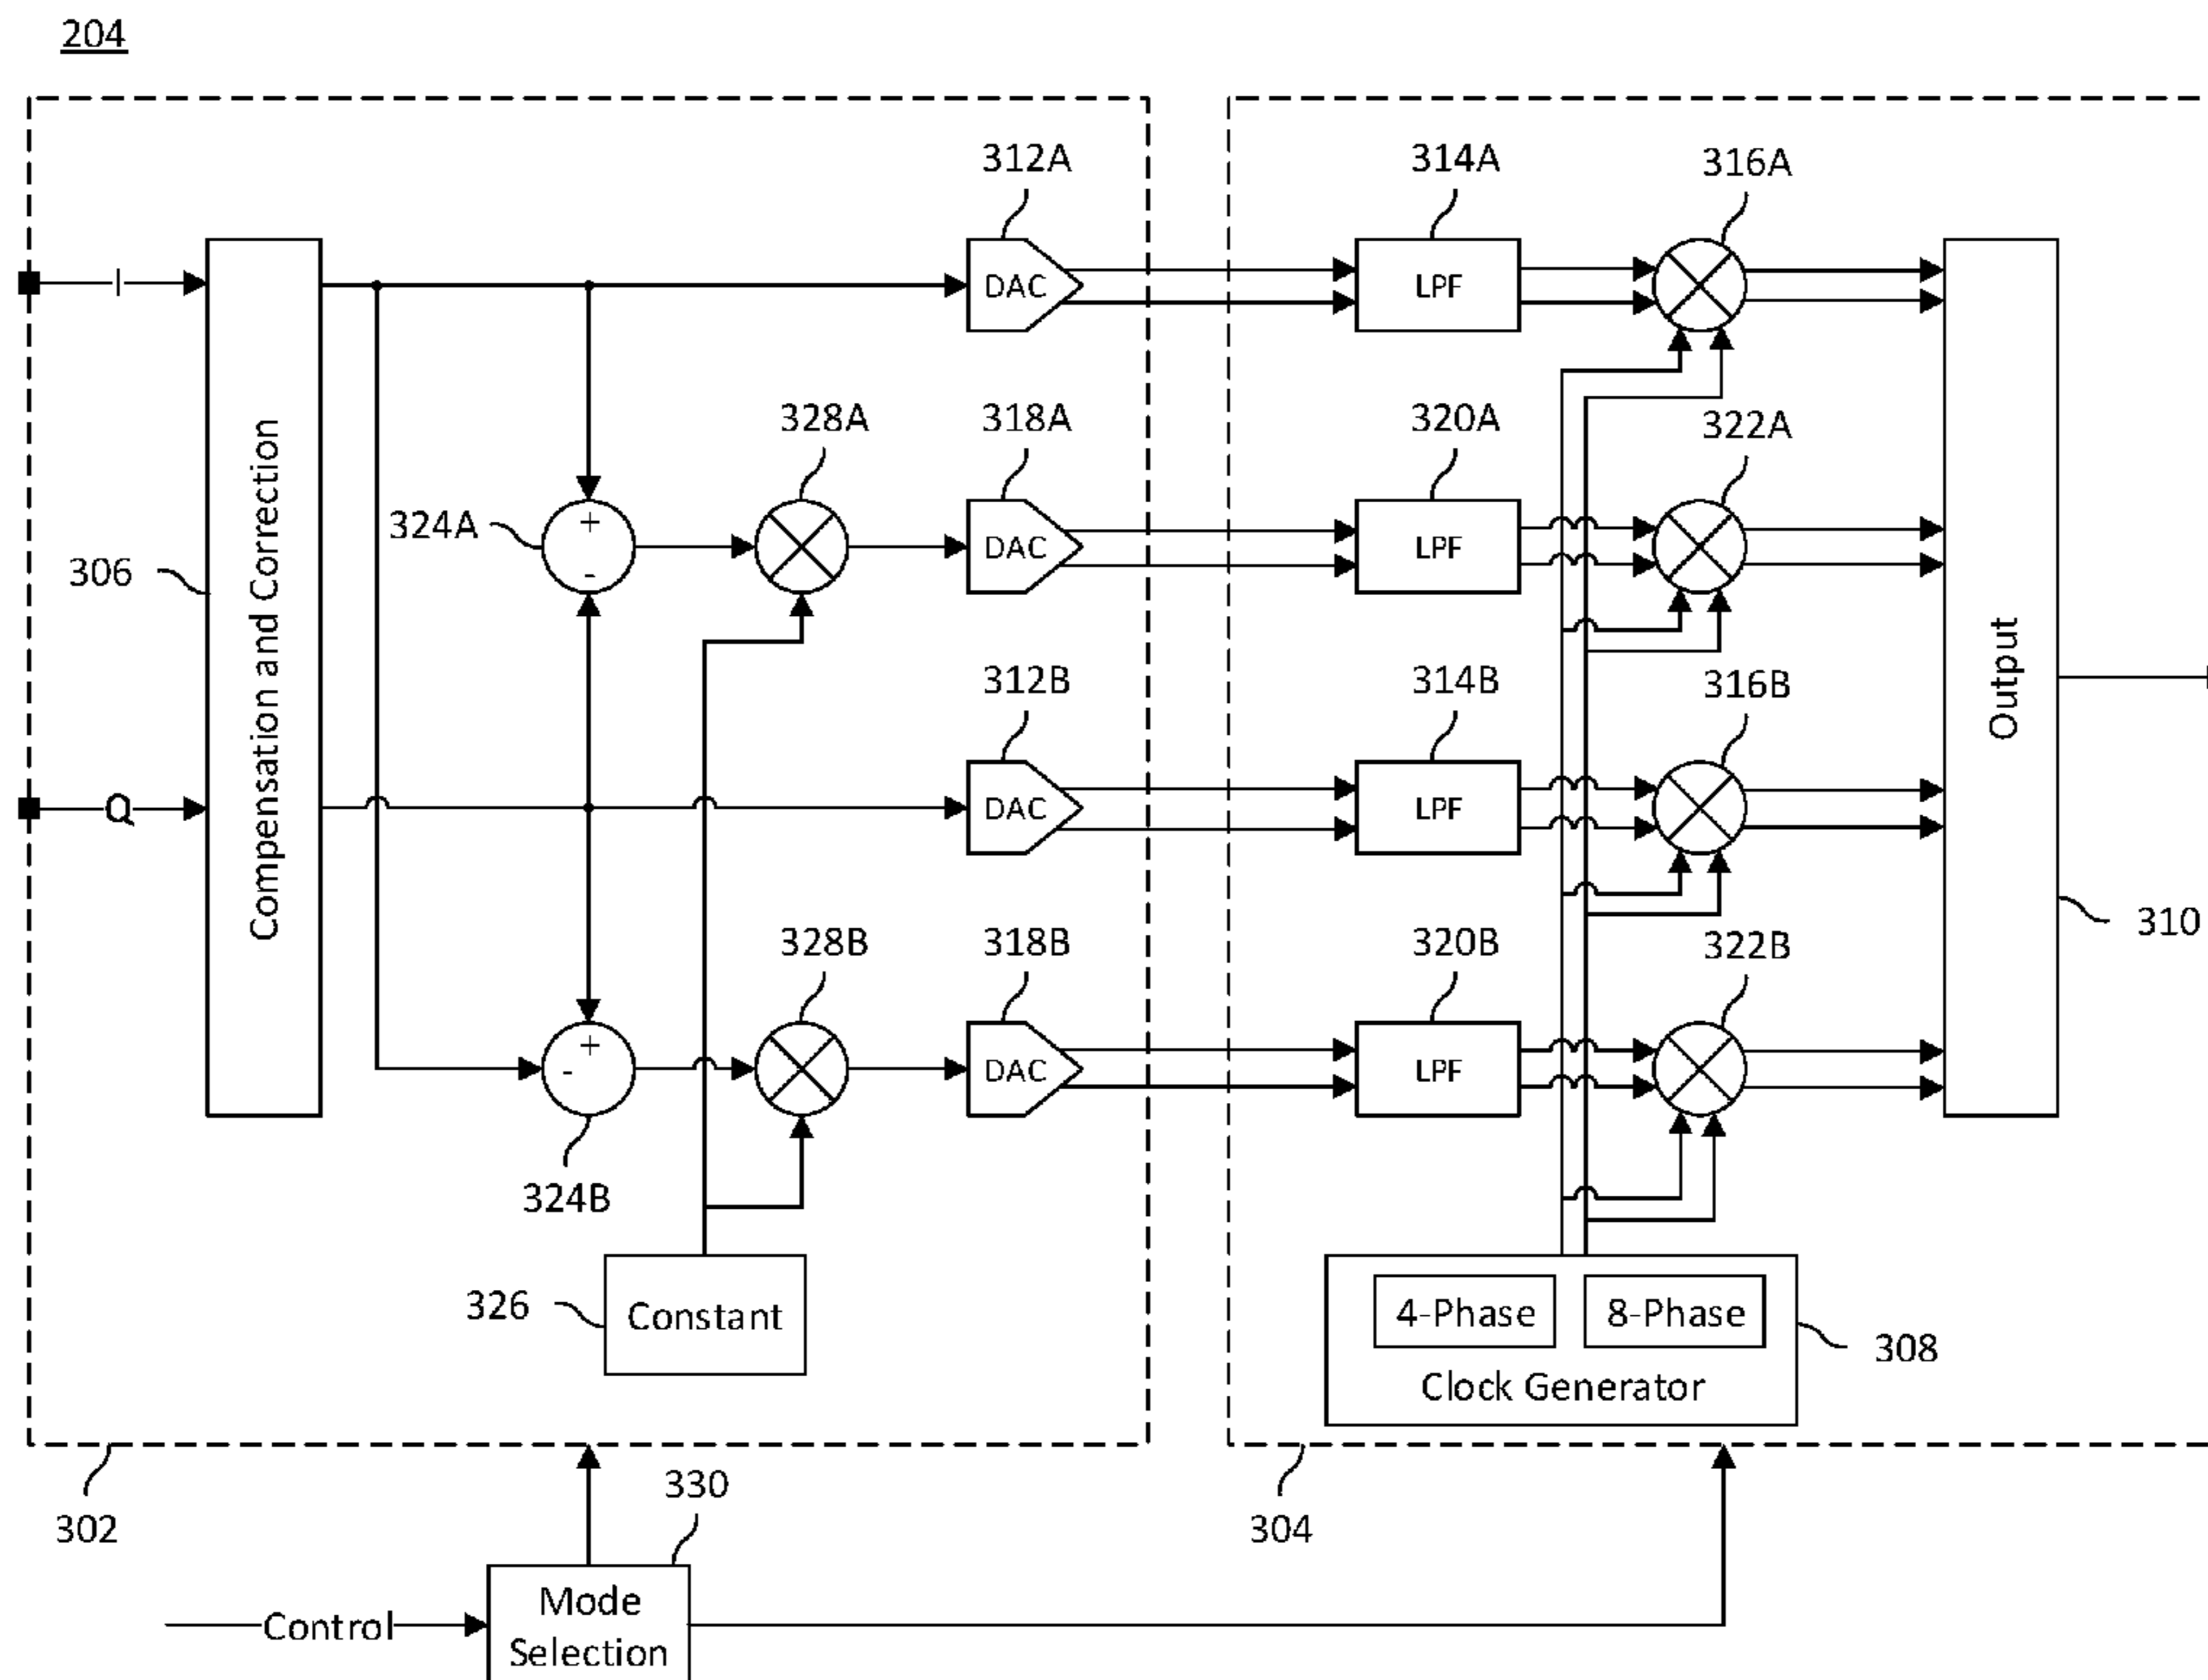 204
312A
314A
316A
I
DAC
LPF
328A
318A
320A
322A
324A
+
-
DAC
LPF
306
Compensation and Correction
312B
314B
316B
Output
Q
DAC
LPF
328B
318B
320B
322B
310
+
-
DAC
LPF
324B
326
Constant
4-Phase
8-Phase
308
Clock Generator
302
330
304
Control
Mode
Selection